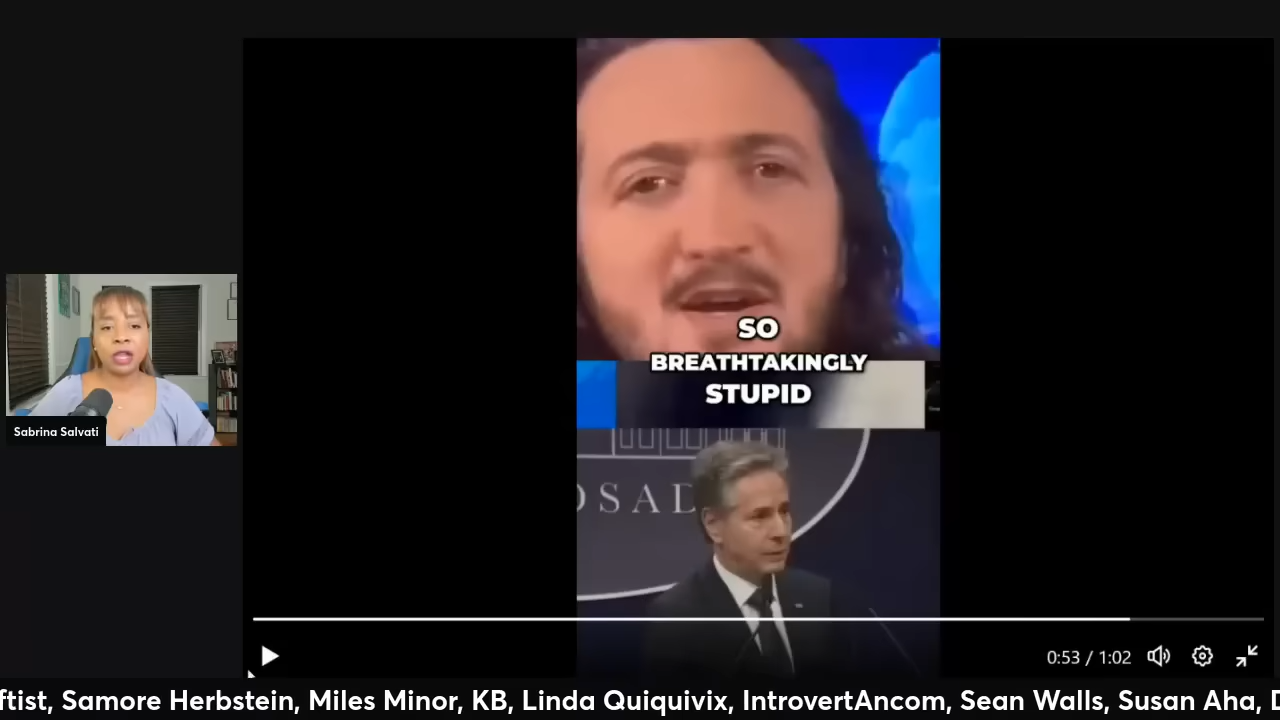 SO
BREATHTAKINGLY
STUPID
OSAD
Sabrina Salvati
0:53 / 1:02
ftist, Samore Herbstein, Miles Minor, KB, Linda Quiquivix, IntrovertAncom, Sean Walls, Susan Aha, D